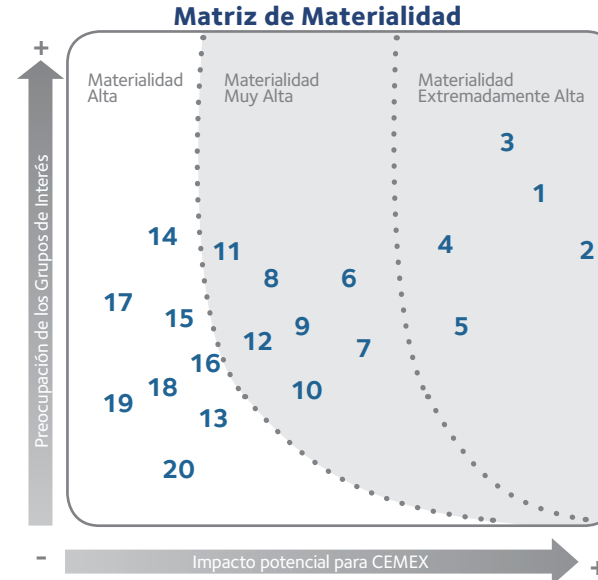 Matriz de Materialidad
+
Materialidad
Alta
Materialidad
Muy Alta
Materialidad
Extremadamente Alta
Preocupación de los Grupos de Interés
3
1
14
11
4
2
8
6
17
15
9
5
12
7
16
18
10
19
13
20
-
Impacto potencial para CEMEX
+